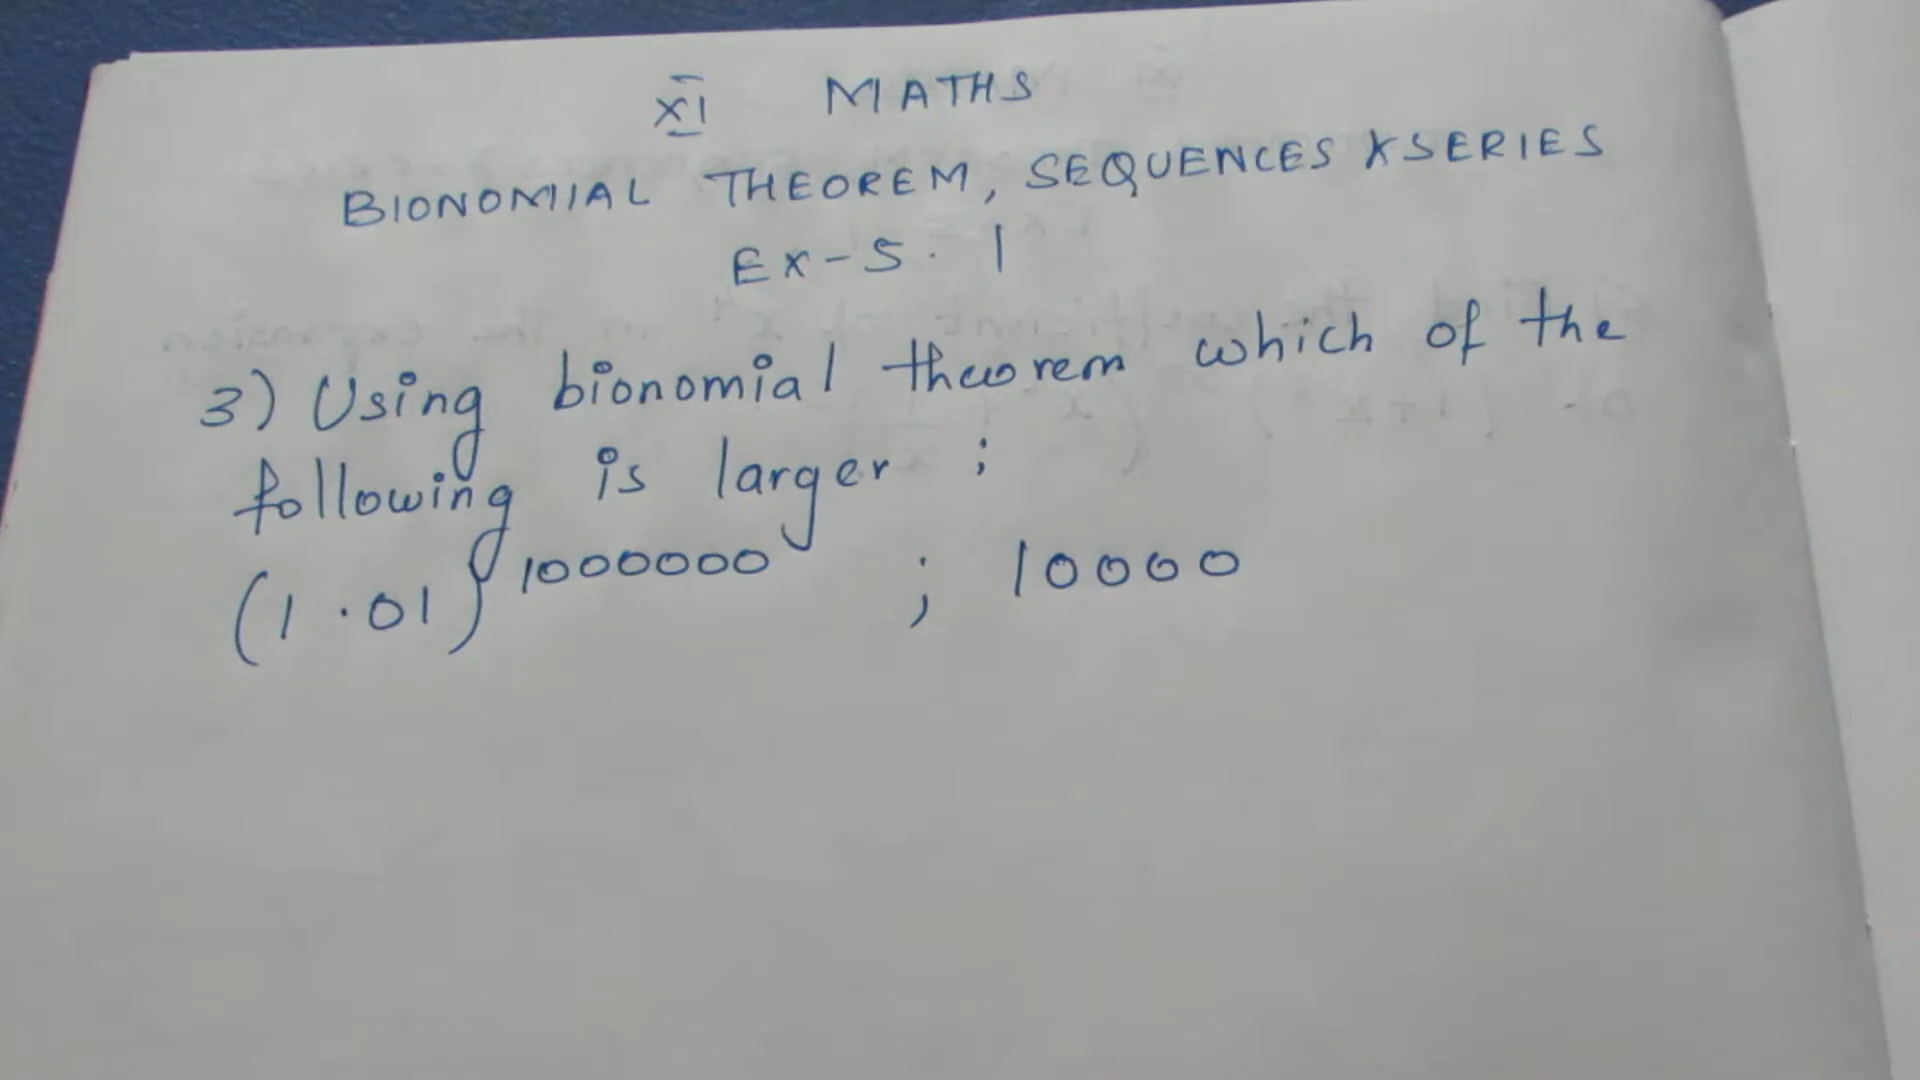 XI MATHS
BIONOMIAL THEOREM, SEQUENCES & SERIES
Ex-5.1
3) Using bionomial theorem which of the
following is larger ;
(1.01)^1000000 ; 10000